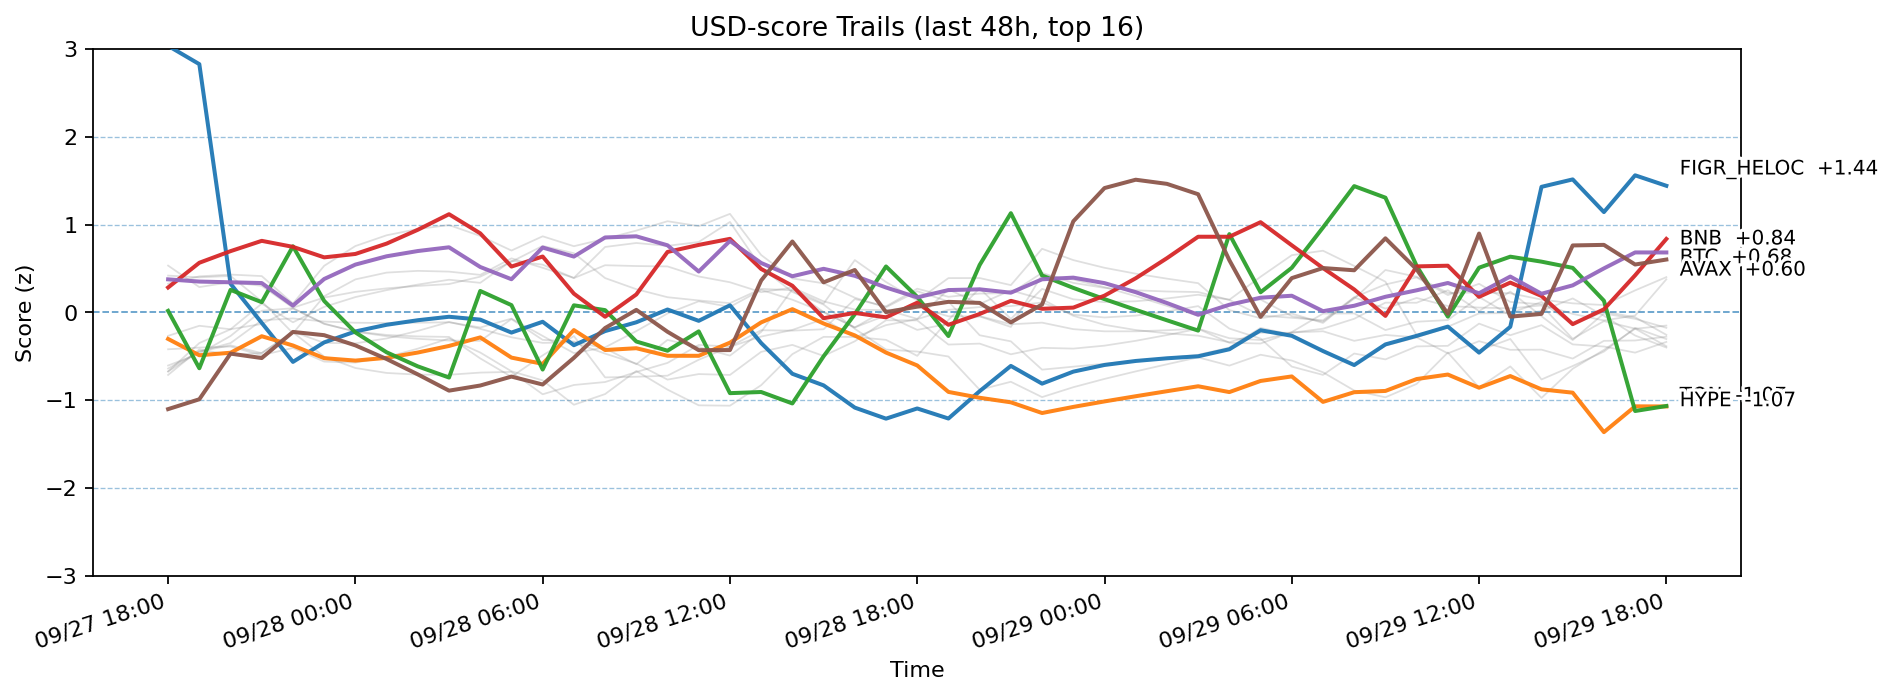 USD-score Trails (last 48h, top 16)
Score (z)
3
2
1
0
−1
−2
−3
FIGR_HELOC +1.44
BNB +0.84
BTC +0.68
AVAX +0.60
HYPE -1.07
09/27 18:00
09/28 00:00
09/28 06:00
09/28 12:00
09/28 18:00
09/29 00:00
09/29 06:00
09/29 12:00
09/29 18:00
Time